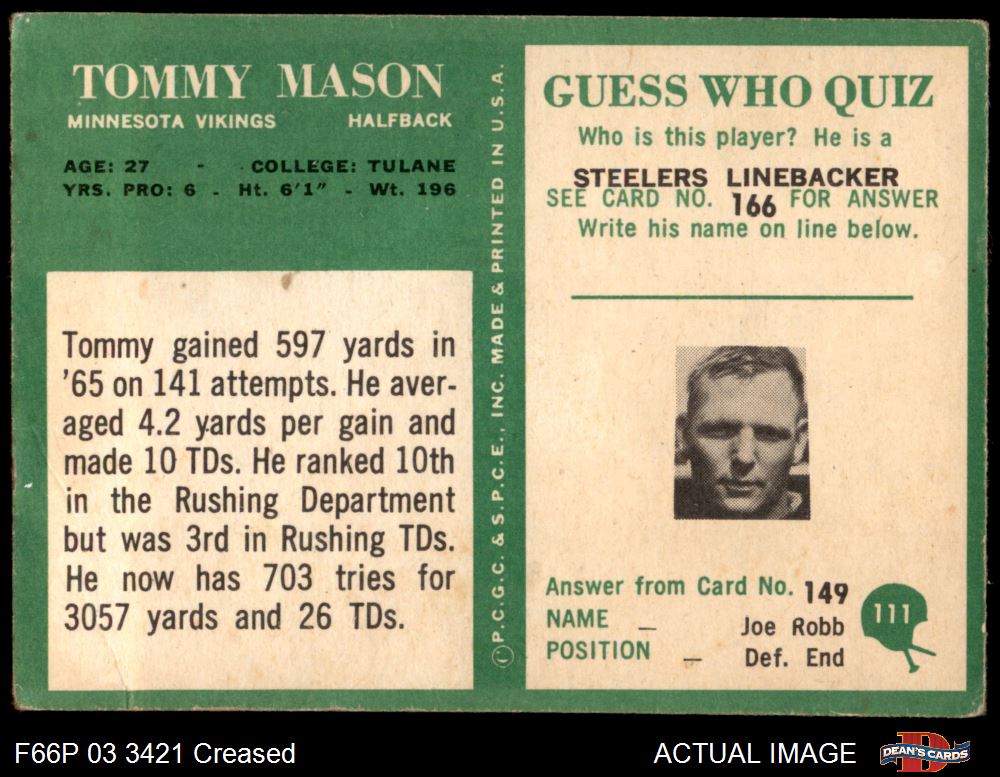 TOMMY MASON
MINNESOTA VIKINGS HALFBACK
AGE: 27 - COLLEGE: TULANE
YRS. PRO: 6 - Ht. 6'1" - Wt. 196
Tommy gained 597 yards in
'65 on 141 attempts. He aver-
aged 4.2 yards per gain and
made 10 TDs. He ranked 10th
in the Rushing Department
but was 3rd in Rushing TDs.
He now has 703 tries for
3057 yards and 26 TDs.
© P.C.G.C. & S.P.C.E., INC. MADE & PRINTED IN U.S.A.
GUESS WHO QUIZ
Who is this player? He is a
STEELERS LINEBACKER
SEE CARD NO. 166 FOR ANSWER
Write his name on line below.
Answer from Card No. 149
NAME — Joe Robb
POSITION — Def. End
111
F66P 03 3421 Creased
ACTUAL IMAGE
D
DEAN'S CARDS